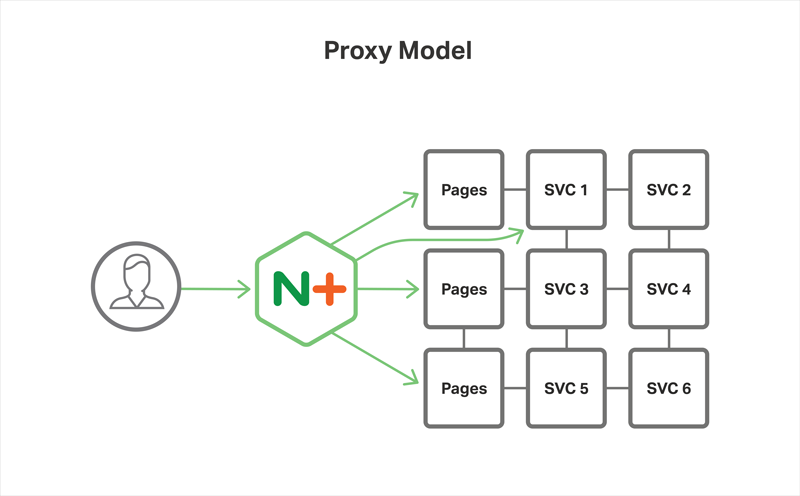 Proxy Model
Pages
SVC 1
SVC 2
N+
Pages
SVC 3
SVC 4
Pages
SVC 5
SVC 6